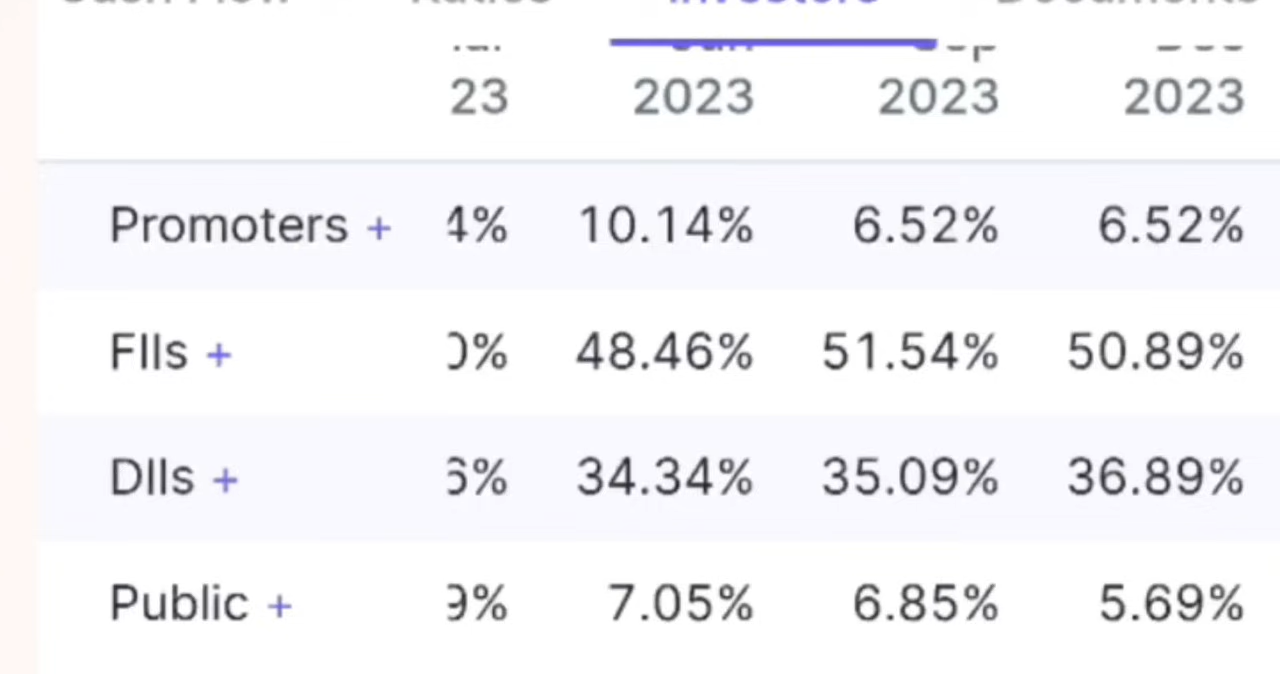 Investors
2023 2023 2023
Promoters + 10.14% 6.52% 6.52%
FIIs + 48.46% 51.54% 50.89%
DIIs + 34.34% 35.09% 36.89%
Public + 7.05% 6.85% 5.69%